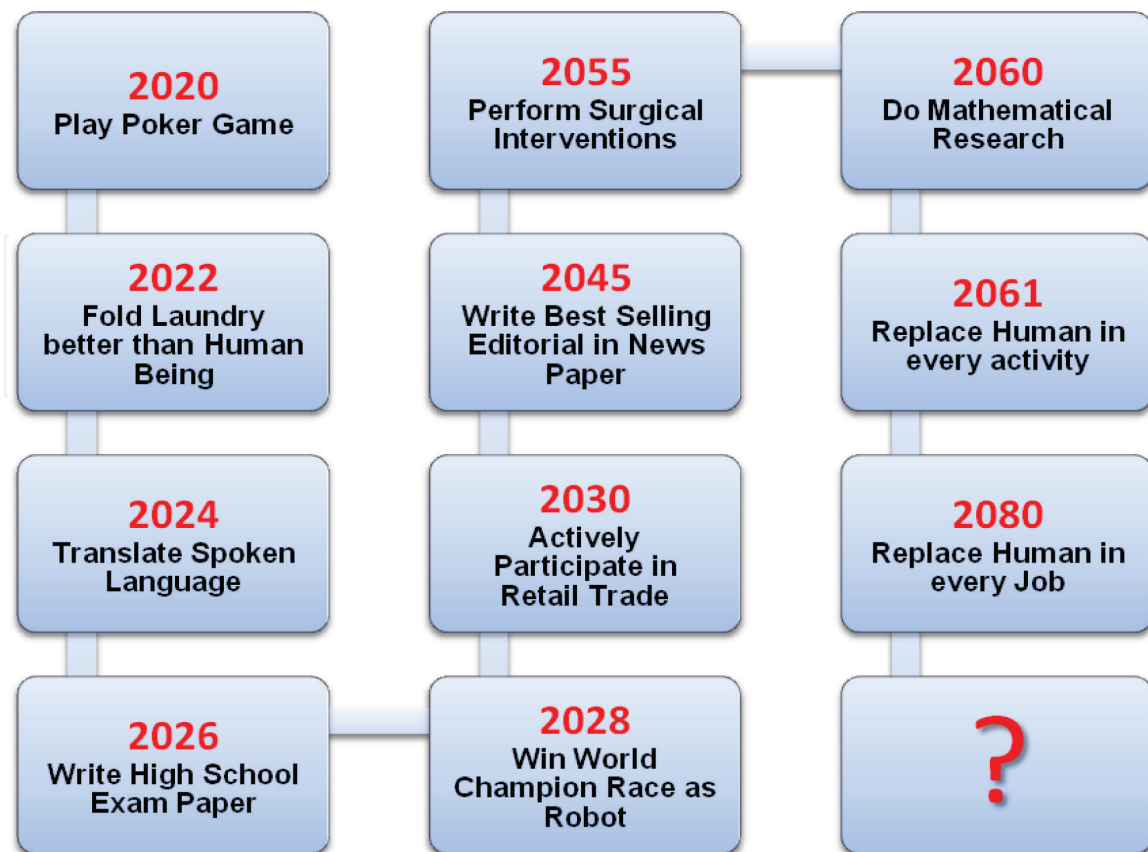 2020
Play Poker Game
2022
Fold Laundry
better than Human
Being
2024
Translate Spoken
Language
2026
Write High School
Exam Paper
2028
Win World
Champion Race as
Robot
2030
Actively
Participate in
Retail Trade
2045
Write Best Selling
Editorial in News
Paper
2055
Perform Surgical
Interventions
2060
Do Mathematical
Research
2061
Replace Human in
every activity
2080
Replace Human in
every Job
?